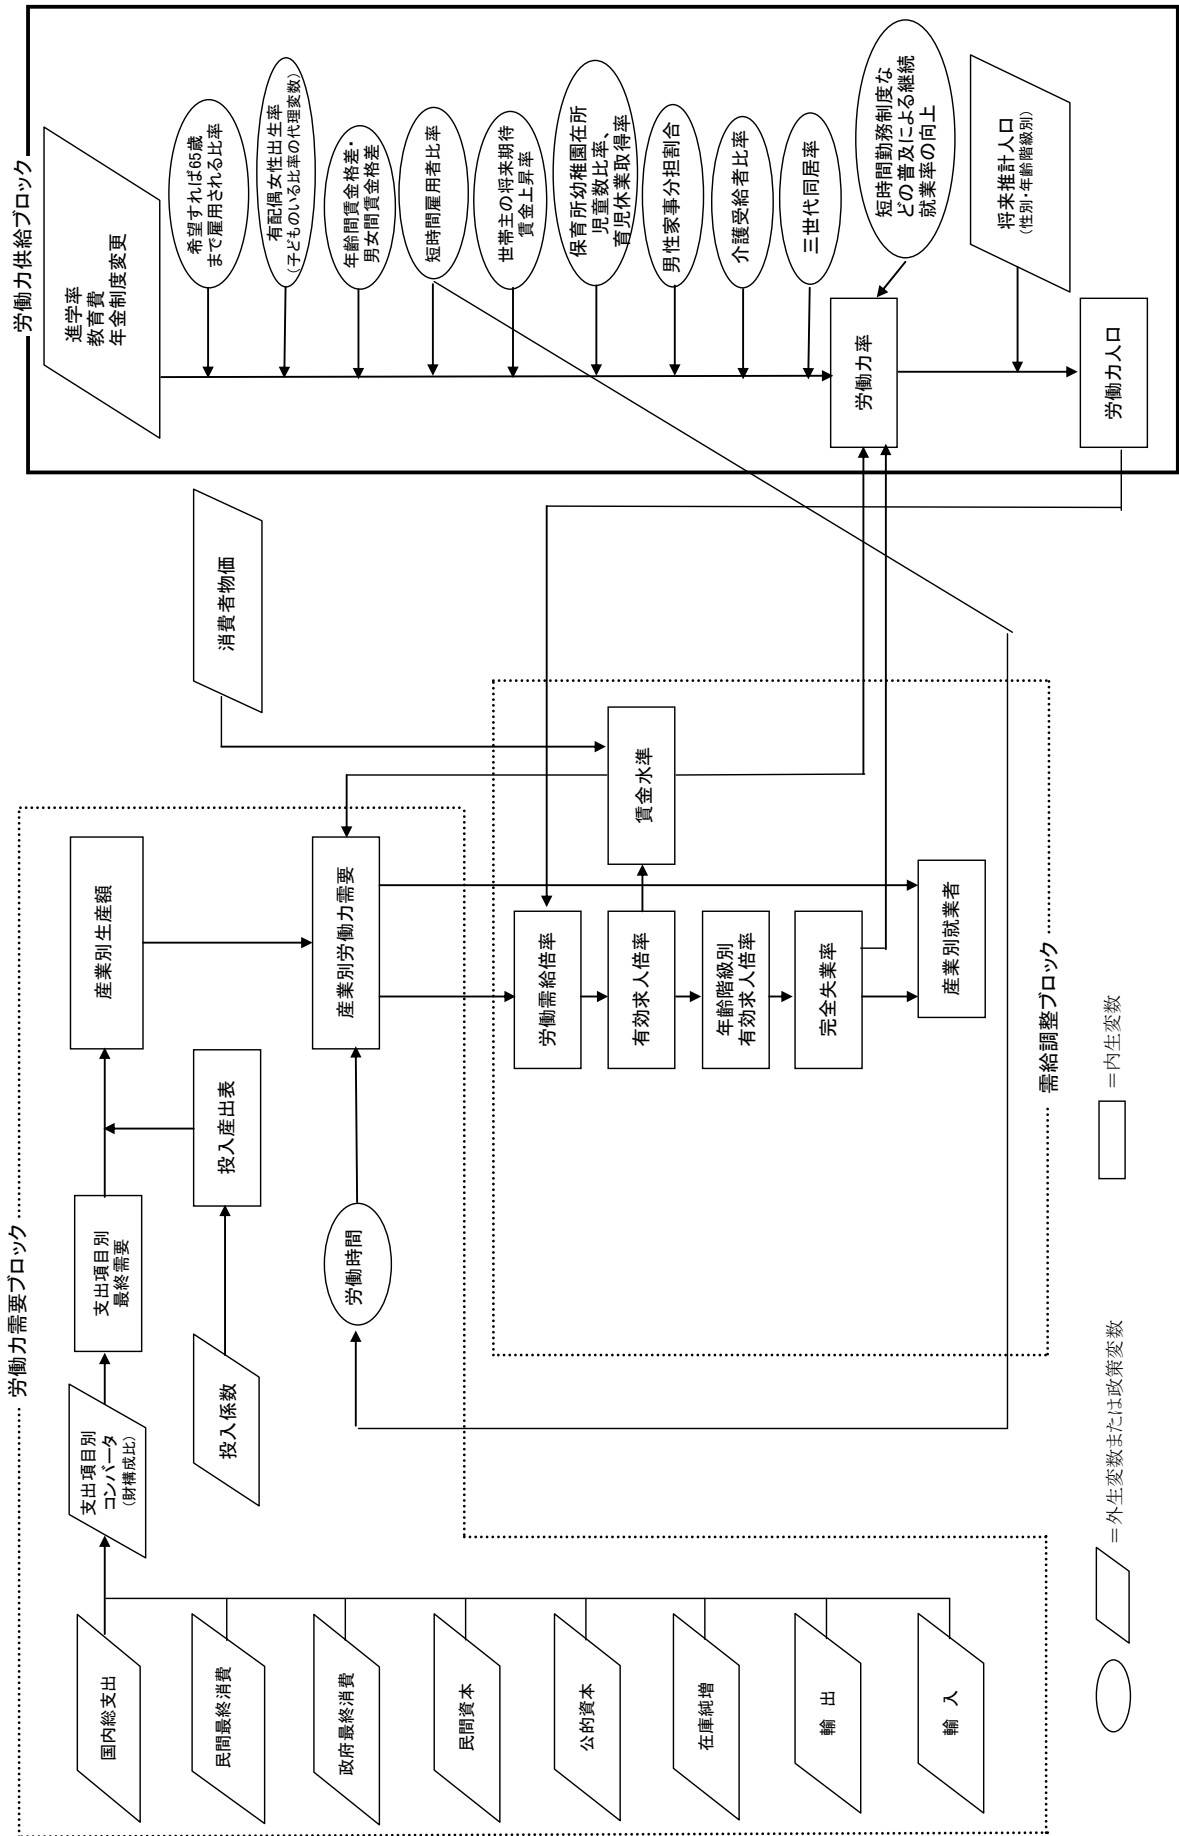 労働力需要ブロック
国内総支出
民間最終消費
政府最終消費
民間資本
公的資本
在庫純増
輸 出
輸 入
支出項目別
コンバータ
(財構成比)
支出項目別
最終需要
投入係数
投入産出表
産業別生産額
労働時間
産業別労働力需要
消費者物価
需給調整ブロック
労働需給倍率
有効求人倍率
年齢階級別
有効求人倍率
完全失業率
賃金水準
産業別就業者
労働力供給ブロック
進学率
教育費
年金制度変更
希望すれば65歳
まで雇用される比率
有配偶女性出生率
(子どものいる比率の代理変数)
年齢間賃金格差・
男女間賃金格差
短時間雇用者比率
世帯主の将来期待
賃金上昇率
保育所幼稚園在所
児童数比率、
育児休業取得率
男性家事分担割合
介護受給者比率
三世代同居率
短時間勤務制度な
どの普及による継続
就業率の向上
将来推計人口
(性別・年齢階級別)
労働力率
労働力人口
＝外生変数または政策変数
＝内生変数